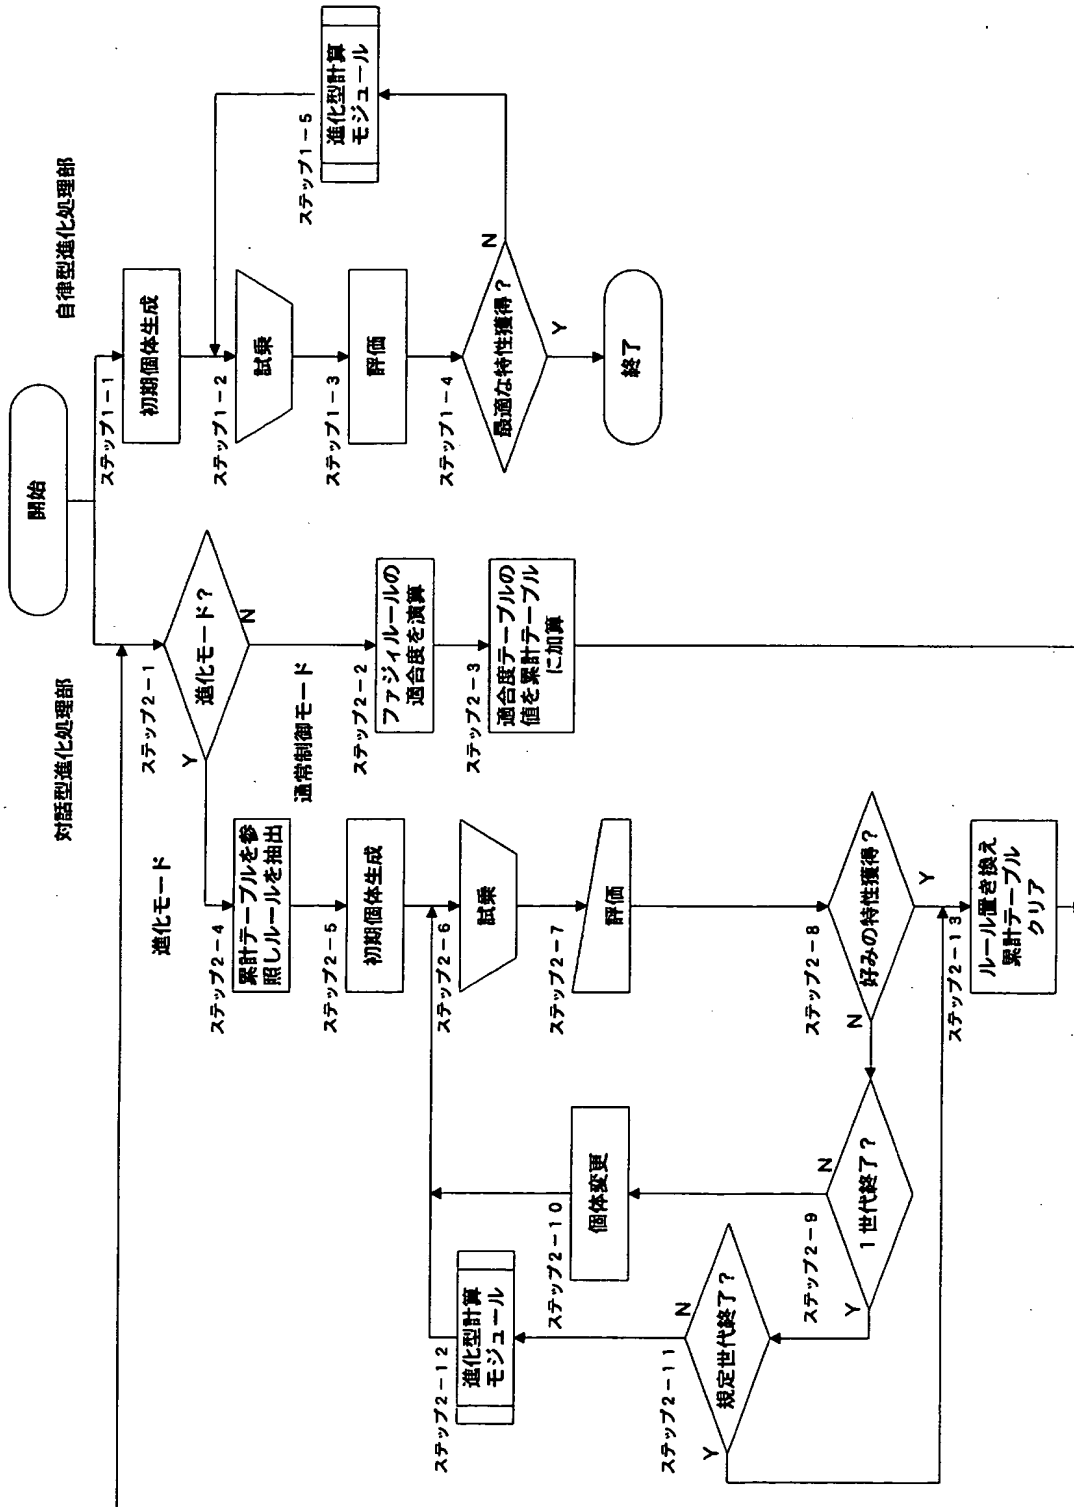 開始
対話型進化処理部
自律型進化処理部
ステップ2-1
進化モード?
Y
N
進化モード
通常制御モード
ステップ2-2
ファジィルールの
適合度を演算
ステップ2-3
適合度テーブルの
値を累計テーブル
に加算
ステップ2-4
累計テーブルを参
照しルールを抽出
ステップ2-5
初期個体生成
ステップ2-6
試乗
ステップ2-7
評価
ステップ2-8
好みの特性獲得?
N
Y
ステップ2-9
1世代終了?
N
Y
ステップ2-10
個体変更
ステップ2-11
規定世代終了?
N
Y
ステップ2-12
進化型計算
モジュール
ステップ2-13
ルール置き換え
累計テーブル
クリア
ステップ1-1
初期個体生成
ステップ1-2
試乗
ステップ1-3
評価
ステップ1-4
最適な特性獲得?
N
Y
ステップ1-5
進化型計算
モジュール
終了